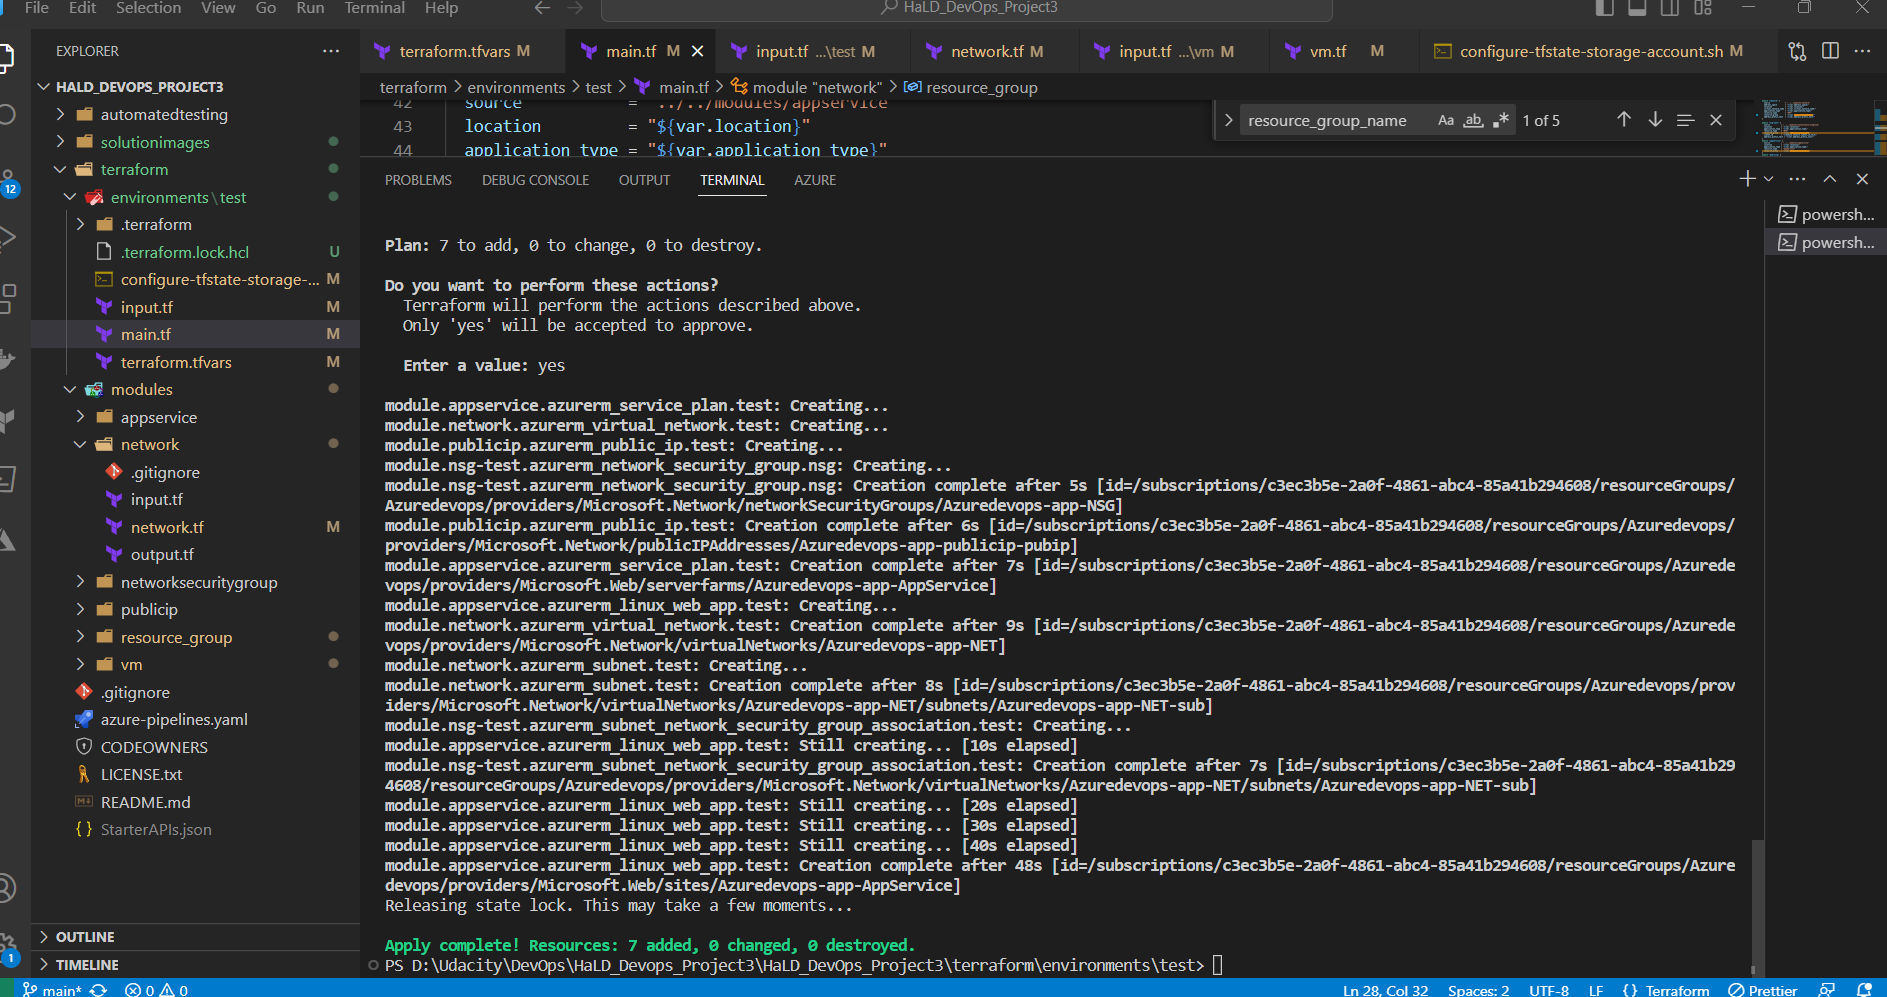 File Edit Selection View Go Run Terminal Help
HaLD_DevOps_Project3
EXPLORER
HALD_DEVOPS_PROJECT3
automatedtesting
solutionimages
terraform
environments\test
.terraform
.terraform.lock.hcl U
configure-tfstate-storage-... M
input.tf M
main.tf M
terraform.tfvars M
modules
appservice
network
.gitignore
input.tf
network.tf M
output.tf
networksecuritygroup
publicip
resource_group
vm
.gitignore
azure-pipelines.yaml
CODEOWNERS
LICENSE.txt
README.md
StarterAPIs.json
OUTLINE
TIMELINE
12
1
terraform.tfvars M
main.tf M
input.tf ...\test M
network.tf M
input.tf ...\vm M
vm.tf M
configure-tfstate-storage-account.sh M
terraform > environments > test > main.tf > module "network" > resource_group
42 source = "../../modules/appservice"
43 location = "${var.location}"
44 application_type = "${var.application_type}"
resource_group_name Aa ab .* 1 of 5
PROBLEMS DEBUG CONSOLE OUTPUT TERMINAL AZURE
powersh...
powersh...
Plan: 7 to add, 0 to change, 0 to destroy.
Do you want to perform these actions?
Terraform will perform the actions described above.
Only 'yes' will be accepted to approve.
Enter a value: yes
module.appservice.azurerm_service_plan.test: Creating...
module.network.azurerm_virtual_network.test: Creating...
module.publicip.azurerm_public_ip.test: Creating...
module.nsg-test.azurerm_network_security_group.nsg: Creating...
module.nsg-test.azurerm_network_security_group.nsg: Creation complete after 5s [id=/subscriptions/c3ec3b5e-2a0f-4861-abc4-85a41b294608/resourceGroups/
Azuredevops/providers/Microsoft.Network/networkSecurityGroups/Azuredevops-app-NSG]
module.publicip.azurerm_public_ip.test: Creation complete after 6s [id=/subscriptions/c3ec3b5e-2a0f-4861-abc4-85a41b294608/resourceGroups/Azuredevops/
providers/Microsoft.Network/publicIPAddresses/Azuredevops-app-publicip-pubip]
module.appservice.azurerm_service_plan.test: Creation complete after 7s [id=/subscriptions/c3ec3b5e-2a0f-4861-abc4-85a41b294608/resourceGroups/Azurede
vops/providers/Microsoft.Web/serverfarms/Azuredevops-app-AppService]
module.appservice.azurerm_linux_web_app.test: Creating...
module.network.azurerm_virtual_network.test: Creation complete after 9s [id=/subscriptions/c3ec3b5e-2a0f-4861-abc4-85a41b294608/resourceGroups/Azurede
vops/providers/Microsoft.Network/virtualNetworks/Azuredevops-app-NET]
module.network.azurerm_subnet.test: Creating...
module.network.azurerm_subnet.test: Creation complete after 8s [id=/subscriptions/c3ec3b5e-2a0f-4861-abc4-85a41b294608/resourceGroups/Azuredevops/prov
iders/Microsoft.Network/virtualNetworks/Azuredevops-app-NET/subnets/Azuredevops-app-NET-sub]
module.nsg-test.azurerm_subnet_network_security_group_association.test: Creating...
module.appservice.azurerm_linux_web_app.test: Still creating... [10s elapsed]
module.nsg-test.azurerm_subnet_network_security_group_association.test: Creation complete after 7s [id=/subscriptions/c3ec3b5e-2a0f-4861-abc4-85a41b29
4608/resourceGroups/Azuredevops/providers/Microsoft.Network/virtualNetworks/Azuredevops-app-NET/subnets/Azuredevops-app-NET-sub]
module.appservice.azurerm_linux_web_app.test: Still creating... [20s elapsed]
module.appservice.azurerm_linux_web_app.test: Still creating... [30s elapsed]
module.appservice.azurerm_linux_web_app.test: Still creating... [40s elapsed]
module.appservice.azurerm_linux_web_app.test: Creation complete after 48s [id=/subscriptions/c3ec3b5e-2a0f-4861-abc4-85a41b294608/resourceGroups/Azure
devops/providers/Microsoft.Web/sites/Azuredevops-app-AppService]
Releasing state lock. This may take a few moments...
Apply complete! Resources: 7 added, 0 changed, 0 destroyed.
PS D:\Udacity\DevOps\HaLD_Devops_Project3\HaLD_DevOps_Project3\terraform\environments\test>
main* 0 0 Ln 28, Col 32 Spaces: 2 UTF-8 LF {} Terraform Prettier